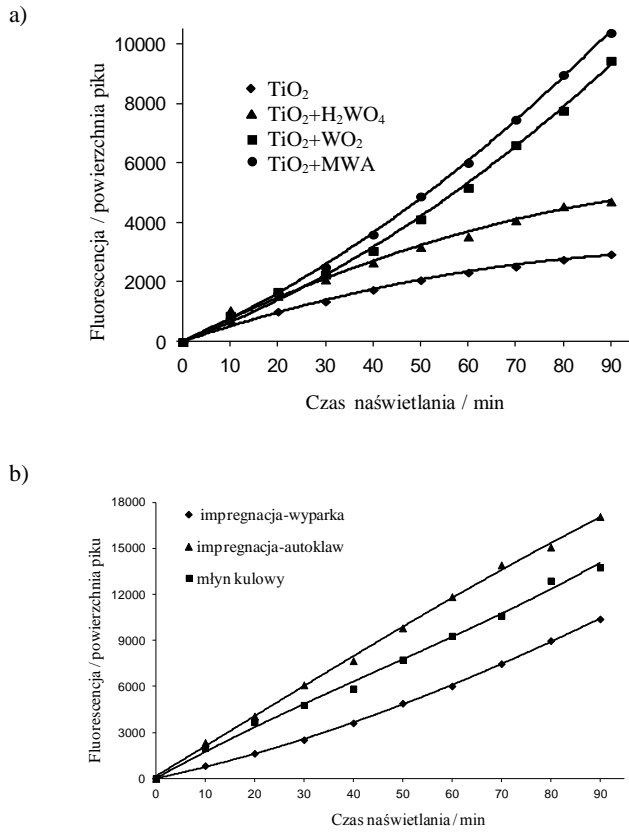 a)
10000
8000
6000
4000
2000
0
Fluorescencja / powierzchnia piku
TiO₂
TiO₂+H₂WO₄
TiO₂+WO₂
TiO₂+MWA
0 10 20 30 40 50 60 70 80 90
Czas naświetlania / min
b)
18000
15000
12000
9000
6000
3000
0
Fluorescencja / powierzchnia piku
impregnacja-wyparka
impregnacja-autoklaw
młyn kulowy
0 10 20 30 40 50 60 70 80 90
Czas naświetlania / min